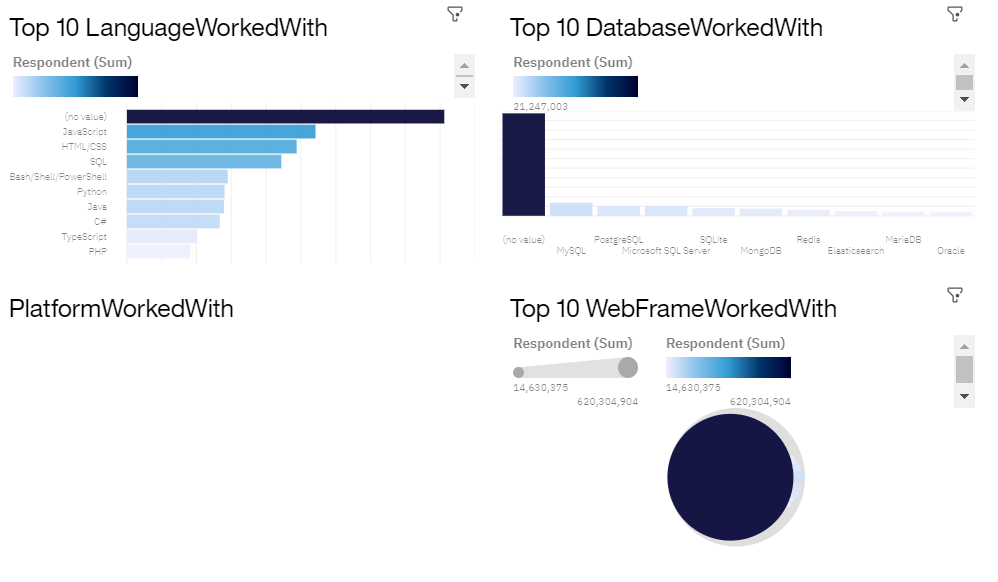 Top 10 LanguageWorkedWith
Respondent (Sum)
(no value)
JavaScript
HTML/CSS
SQL
Bash/Shell/PowerShell
Python
Java
C#
TypeScript
PHP
Top 10 DatabaseWorkedWith
Respondent (Sum)
21,247,003
(no value)
PostgreSQL
SQLite
Redis
MariaDB
MySQL
Microsoft SQL Server
MongoDB
Elasticsearch
Oracle
PlatformWorkedWith
Top 10 WebFrameWorkedWith
Respondent (Sum)
14,630,375
620,304,904
Respondent (Sum)
14,630,375
620,304,904